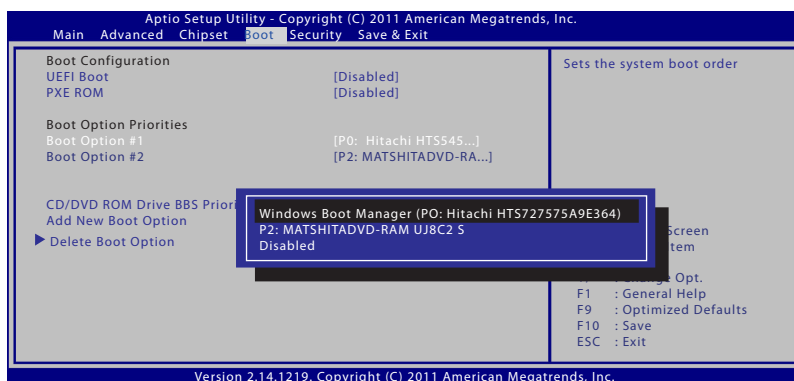 Aptio Setup Utility - Copyright (C) 2011 American Megatrends, Inc.
Main Advanced Chipset Boot Security Save & Exit
Boot Configuration
UEFI Boot [Disabled]
PXE ROM [Disabled]
Boot Option Priorities
Boot Option #1 [P0: Hitachi HTS545...]
Boot Option #2 [P2: MATSHITADVD-RA...]
CD/DVD ROM Drive BBS Priori
Add New Boot Option
Delete Boot Option
Windows Boot Manager (PO: Hitachi HTS727575A9E364)
P2: MATSHITADVD-RAM UJ8C2 S
Disabled
Sets the system boot order
Screen
tem
Opt.
F1 : General Help
F9 : Optimized Defaults
F10 : Save
ESC : Exit
Version 2.14.1219. Copyright (C) 2011 American Megatrends, Inc.